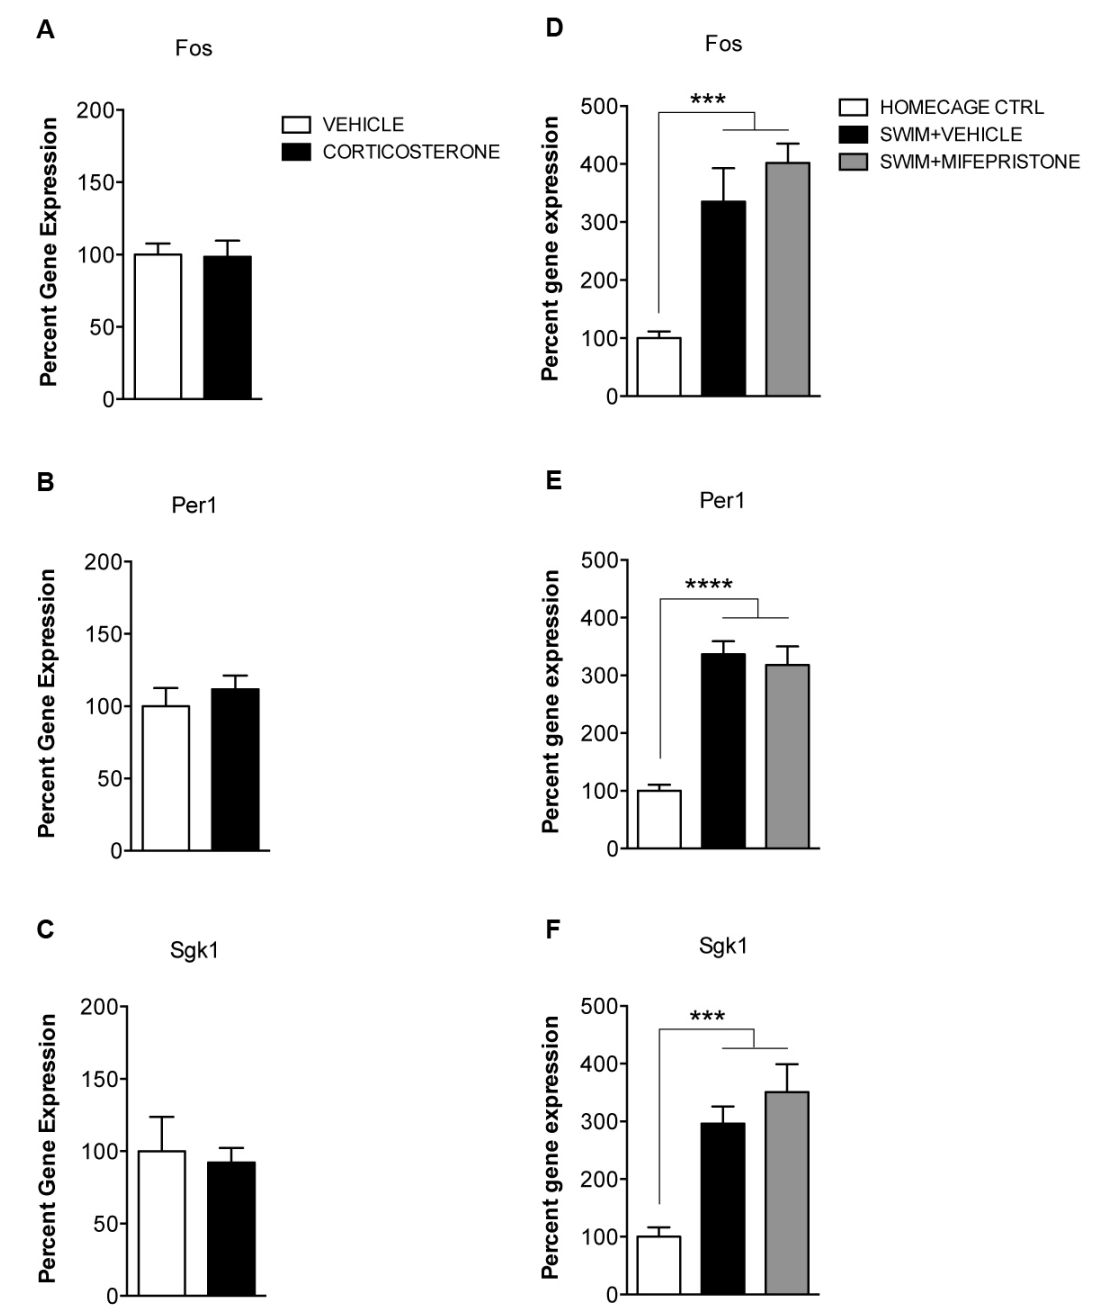 A
Fos
Percent Gene Expression
200
150
100
50
0
VEHICLE
CORTICOSTERONE
D
Fos
Percent gene expression
500
400
300
200
100
0
***
HOMECAGE CTRL
SWIM+VEHICLE
SWIM+MIFEPRISTONE
B
Per1
Percent Gene Expression
200
150
100
50
0
E
Per1
Percent gene expression
500
400
300
200
100
0
****
C
Sgk1
Percent Gene Expression
200
150
100
50
0
F
Sgk1
Percent gene expression
500
400
300
200
100
0
***